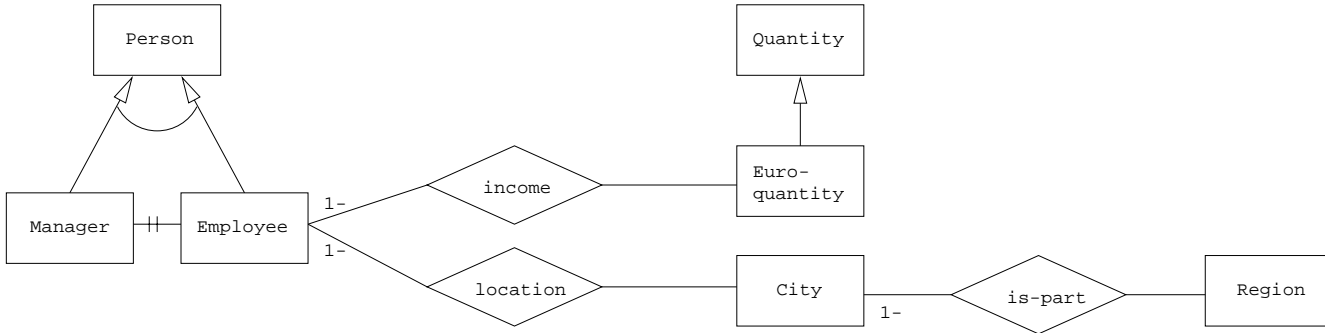 Person
Quantity
Euro-
quantity
income
1-
Manager
Employee
1-
location
City
1-
is-part
Region